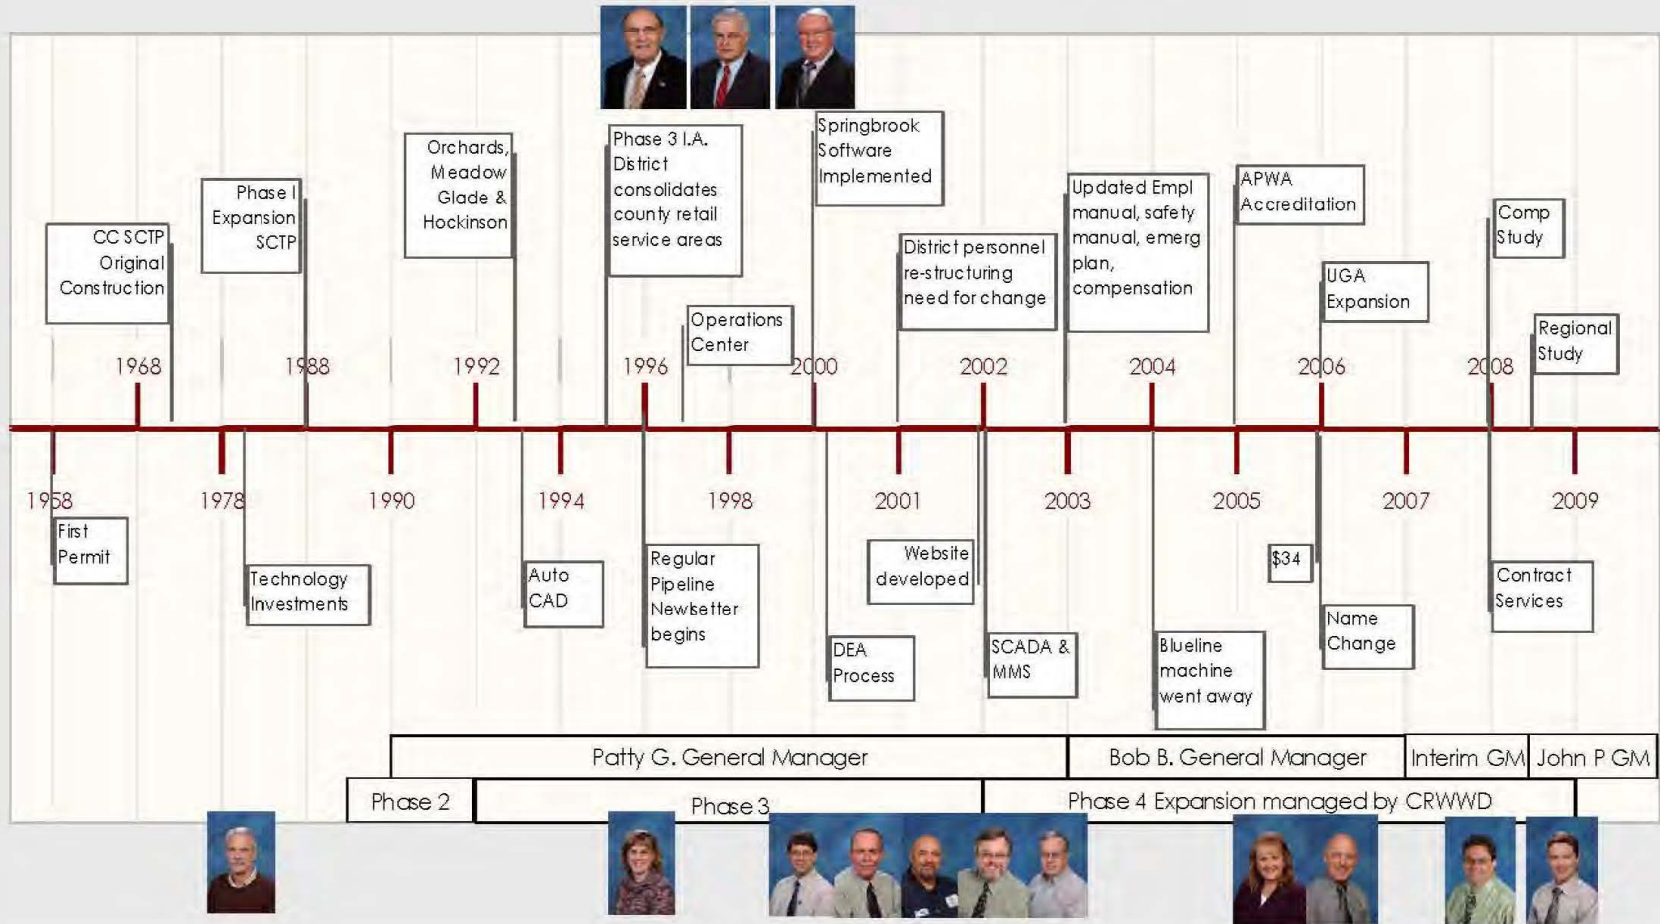 Springbrook
Software
Implemented
Orchards,
Meadow
Glade &
Hockinson
Phase 3 I.A.
District
consolidates
county retail
service areas
Phase I
Expansion
SCTP
CC SCTP
Original
Construction
Operations
Center
District personnel
re-structuring
need for change
Updated Empl
manual, safety
manual, emerg
plan,
compensation
APWA
Accreditation
UGA
Expansion
Comp
Study
Regional
Study
1968
1988
1992
1996
2000
2002
2004
2006
2008
1958
1978
1990
1994
1998
2001
2003
2005
2007
2009
First
Permit
Technology
Investments
Auto
CAD
Regular
Pipeline
Newlsetter
begins
Website
developed
DEA
Process
SCADA &
MMS
Blueline
machine
went away
$34
Name
Change
Contract
Services
Patty G. General Manager
Bob B. General Manager
Interim GM
John P GM
Phase 2
Phase 3
Phase 4 Expansion managed by CRWWD